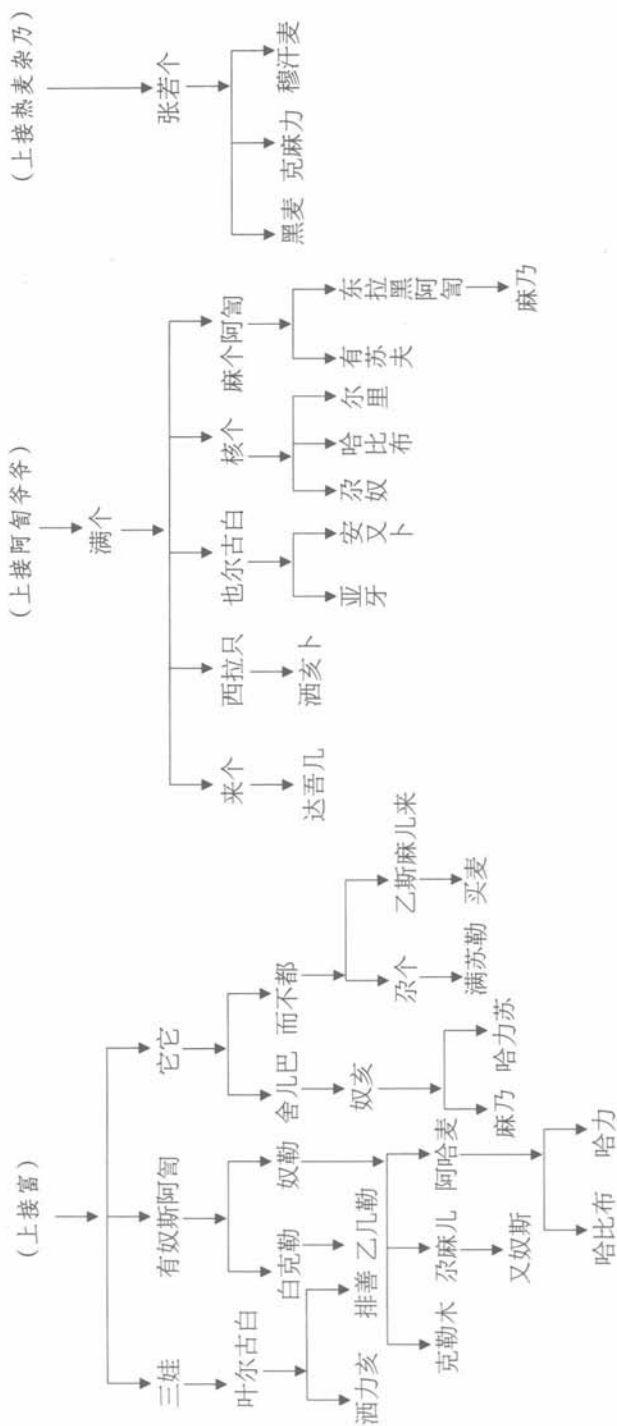 (上接富)
三娃 有奴斯阿訇 它它
叶尔古白 白克勒 奴勒 舍儿巴 而不都
洒力亥 排善 乙几勒 奴亥 尕个 乙斯麻儿来
克勒木 尕麻儿 阿哈麦 麻乃 哈力苏 满苏勒 买麦
又奴斯 哈比布 哈力
(上接阿訇爷爷)
满个
来个 西拉只 也尔古白 核个 麻个阿訇
达吾几 洒亥卜 亚牙 安又卜 尕奴 哈比布 尔里 有苏夫 东拉黑阿訇
麻乃
(上接热麦杂乃)
张若个
黑麦 克麻力 穆汗麦